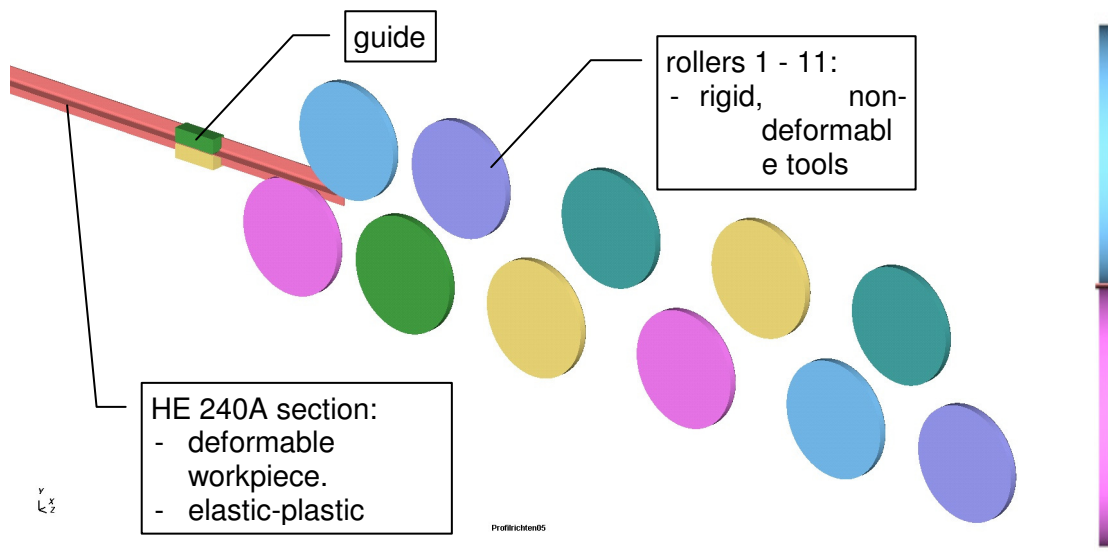 guide
rollers 1 - 11:
- rigid, non-
deformabl
e tools
HE 240A section:
- deformable
workpiece.
- elastic-plastic
Y
X
Z
Profilrichten05